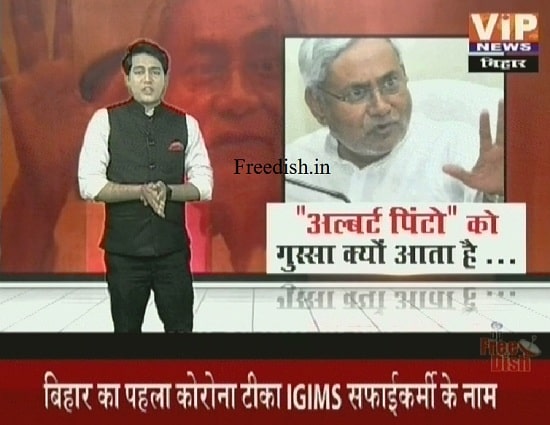 ViP
NEWS
बिहार
Freedish.in
"अल्बर्ट पिंटो" को
गुस्सा क्यों आता है ...
Free
Dish
बिहार का पहला कोरोना टीका IGIMS सफाईकर्मी के नाम